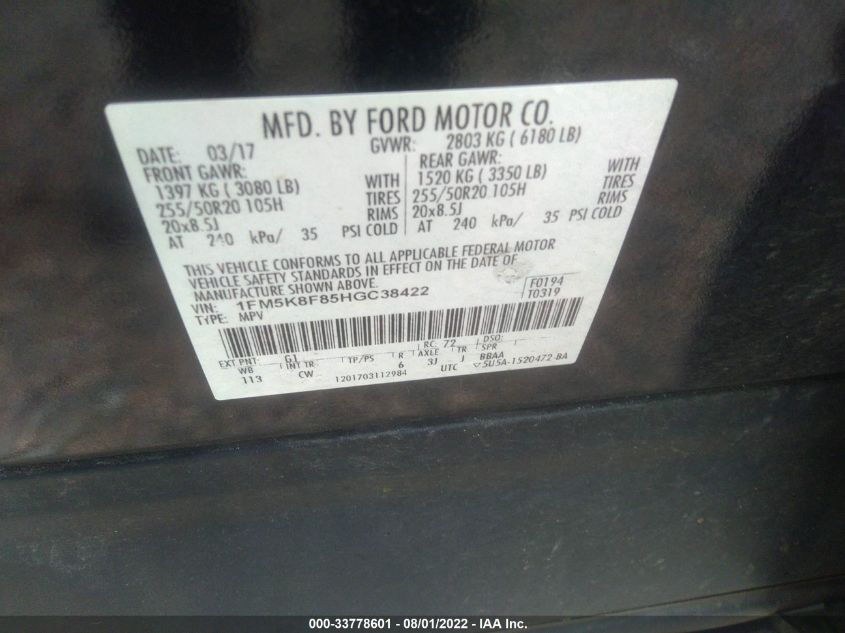 MFD. BY FORD MOTOR CO.
DATE: 03/17 GVWR: 2803 KG ( 6180 LB)
FRONT GAWR: REAR GAWR:
1397 KG ( 3080 LB) WITH 1520 KG ( 3350 LB) WITH
255/50R20 105H TIRES 255/50R20 105H TIRES
20x8.5J RIMS 20x8.5J RIMS
AT 240 kPa/ 35 PSI COLD AT 240 kPa/ 35 PSI COLD
THIS VEHICLE CONFORMS TO ALL APPLICABLE FEDERAL MOTOR
VEHICLE SAFETY STANDARDS IN EFFECT ON THE DATE OF
MANUFACTURE SHOWN ABOVE.
VIN: 1FM5K8F85HGC38422 F0194
TYPE: MPV T0319
EXT PNT: G1 RC: 72 DSO:
WB INT TR TP/PS R AXLE TR SPR
113 CW 6 3J J BBAA
1201703112984 UTC ▽5U5A-1520472-BA
000-33778601 - 08/01/2022 - IAA Inc.